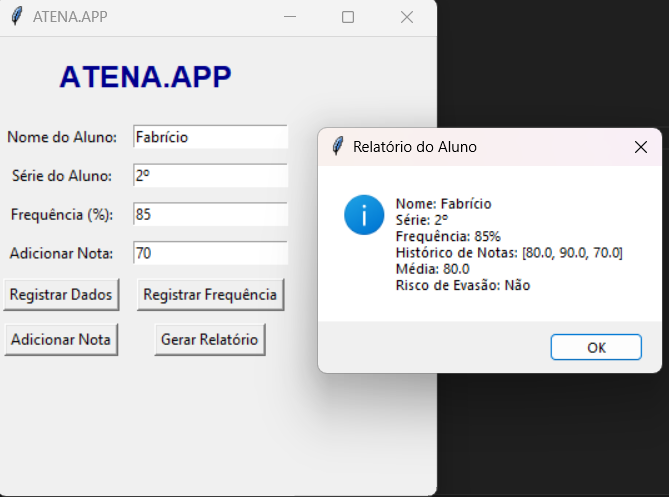 ATENA.APP
ATENA.APP
Nome do Aluno: Fabrício
Série do Aluno: 2º
Frequência (%): 85
Adicionar Nota: 70
Registrar Dados Registrar Frequência
Adicionar Nota Gerar Relatório
Relatório do Aluno
Nome: Fabrício
Série: 2º
Frequência: 85%
Histórico de Notas: [80.0, 90.0, 70.0]
Média: 80.0
Risco de Evasão: Não
OK